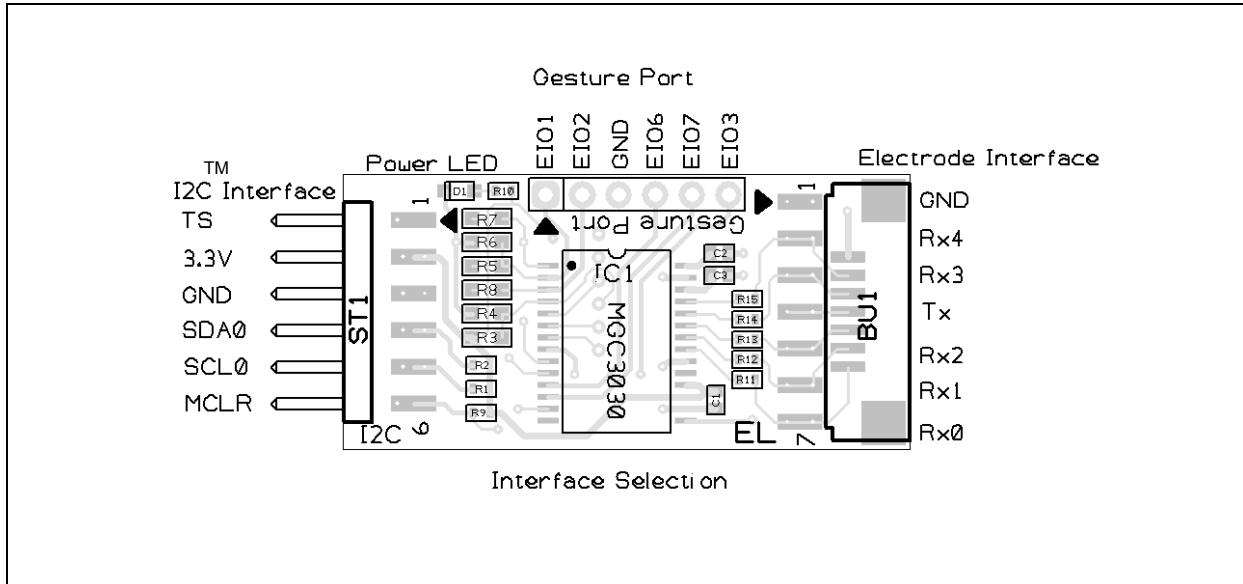 Gesture Port
EIO1
EIO2
GND
EIO6
EIO7
EIO3
TM
I2C Interface
Power LED
Electrode Interface
TS
3.3V
GND
SDA0
SCL0
MCLR
ST1
1
6
I2C
D1
R10
R7
R6
R5
R8
R4
R3
R2
R1
R9
Gesture Port
IC1
MGC3030
C2
C3
R15
R14
R13
R12
R11
C1
EL
1
7
BU1
GND
Rx4
Rx3
Tx
Rx2
Rx1
Rx0
Interface Selection